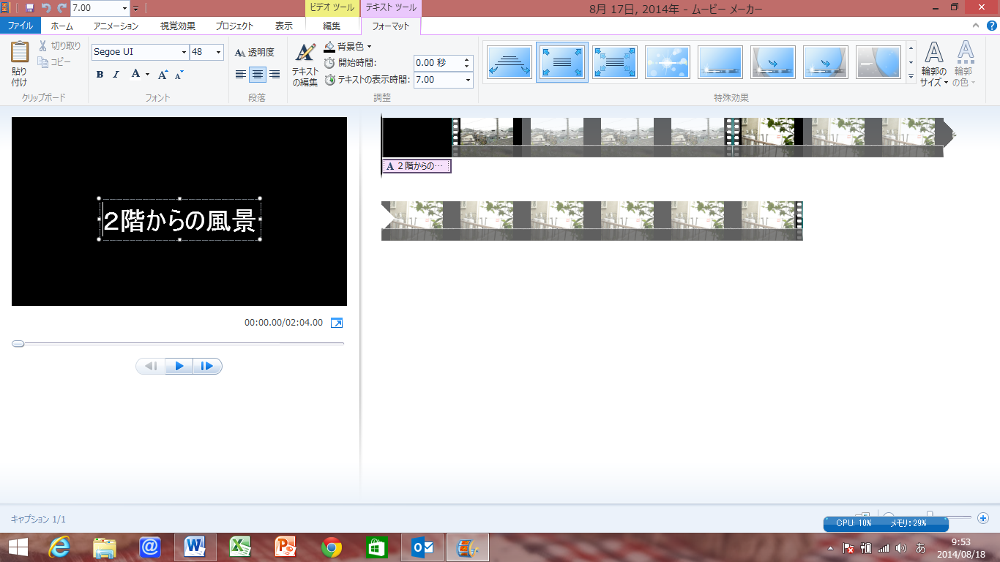 7.00
ビデオ ツール
テキスト ツール
8月 17日, 2014年 - ムービー メーカー
ファイル
ホーム
アニメーション
視覚効果
プロジェクト
表示
編集
フォーマット
貼り
付け
切り取り
コピー
クリップボード
Segoe UI
48
B I A A A
フォント
AA 透明度
段落
テキスト
の編集
背景色
開始時間:
0.00 秒
テキストの表示時間:
7.00
調整
特殊効果
輪郭の
サイズ
輪郭
の色
２階からの風景
A ２階からの…
00:00.00/02:04.00
キャプション 1/1
CPU: 10% メモリ: 29%
あ
9:53
2014/08/18